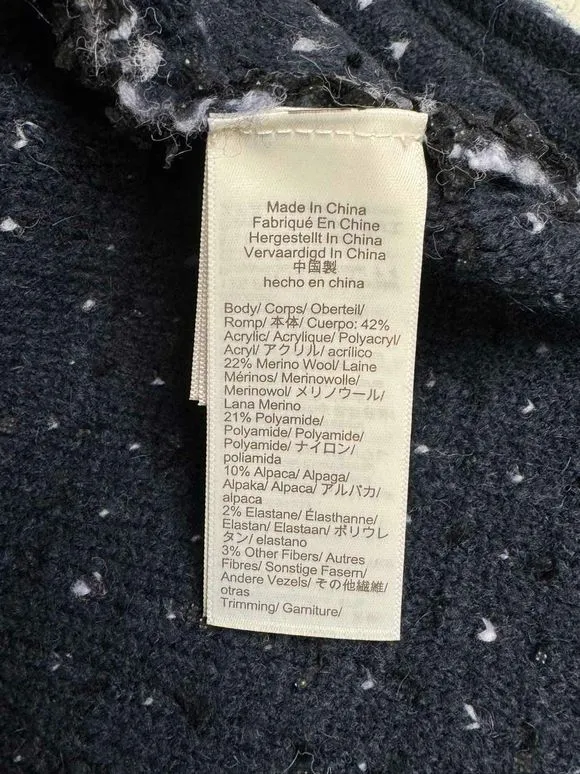 Made In China
Fabriqué En Chine
Hergestellt In China
Vervaardigd In China
中国製
hecho en china
Body/ Corps/ Oberteil/
Romp/ 本体/ Cuerpo: 42%
Acrylic/ Acrylique/ Polyacryl/
Acryl/ アクリル/ acrílico
22% Merino Wool/ Laine
Mérinos/ Merinowolle/
Merinowol/ メリノウール/
Lana Merino
21% Polyamide/
Polyamide/ Polyamide/
Polyamide/ ナイロン/
poliamida
10% Alpaca/ Alpaga/
Alpaka/ Alpaca/ アルパカ/
alpaca
2% Elastane/ Élasthanne/
Elastan/ Elastaan/ ポリウレ
タン/ elastano
3% Other Fibers/ Autres
Fibres/ Sonstige Fasern/
Andere Vezels/ その他繊維/
otras
Trimming/ Garniture/